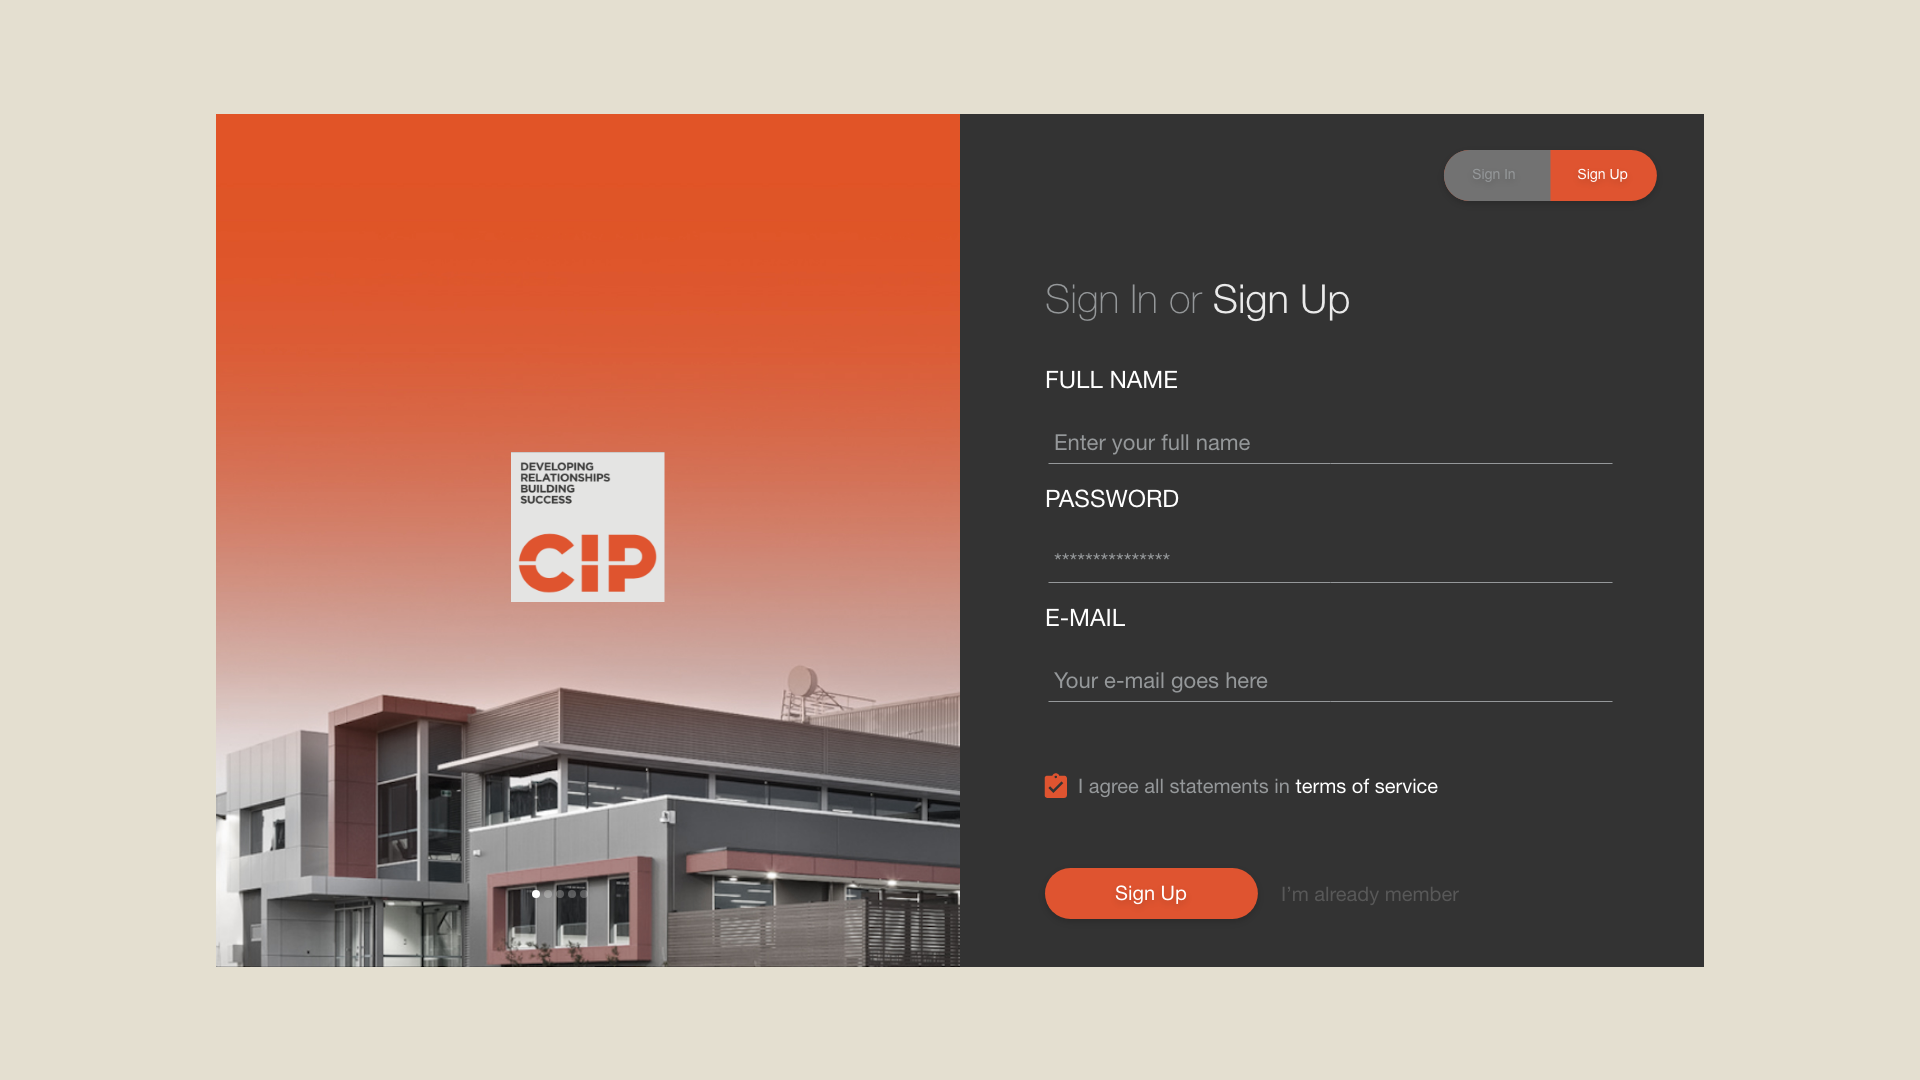 DEVELOPING
RELATIONSHIPS
BUILDING
SUCCESS
CIP
Sign In
Sign Up
Sign In or Sign Up
FULL NAME
Enter your full name
PASSWORD
***************
E-MAIL
Your e-mail goes here
I agree all statements in terms of service
Sign Up
I'm already member